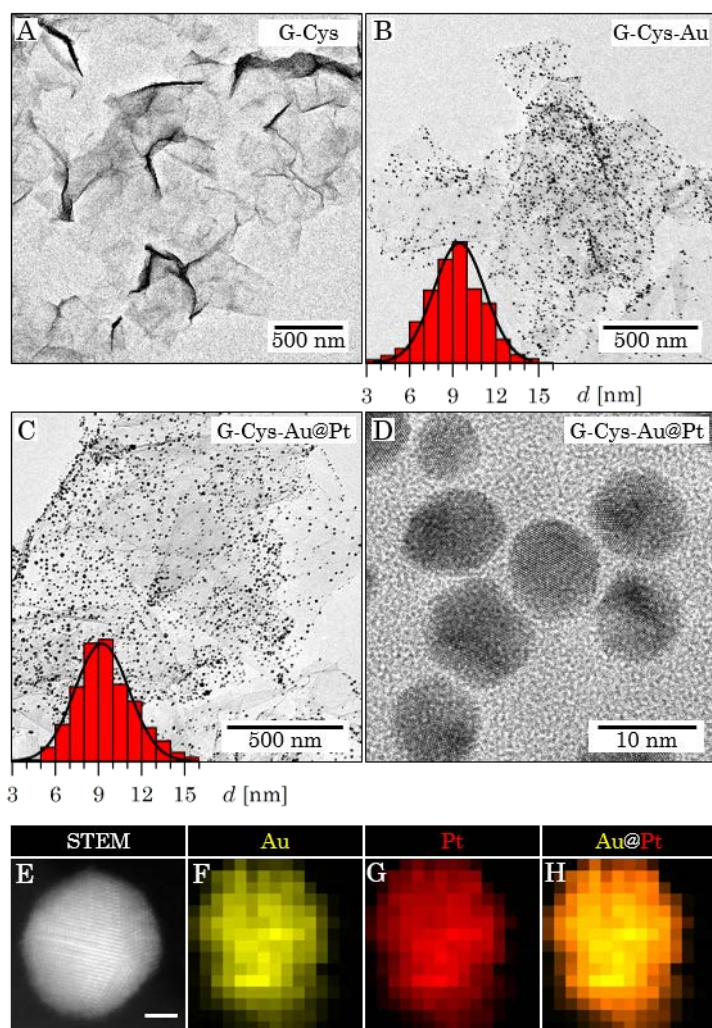 A
G-Cys
500 nm
B
G-Cys-Au
500 nm
3 6 9 12 15 d [nm]
C
G-Cys-Au@Pt
500 nm
3 6 9 12 15 d [nm]
D
G-Cys-Au@Pt
10 nm
STEM
Au
Pt
Au@Pt
E
F
G
H